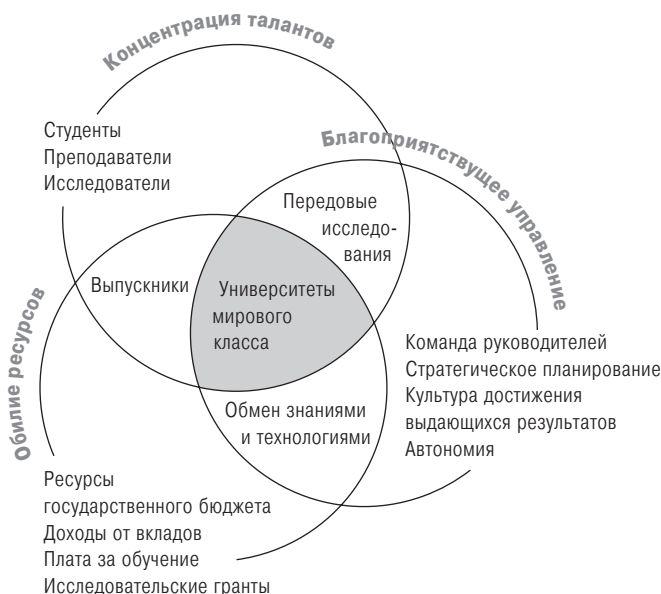 Концентрация талантов
Студенты
Преподаватели
Исследователи
Благоприятствущее управление
Передовые
исследо-
вания
Выпускники
Университеты
мирового
класса
Обилие ресурсов
Команда руководителей
Стратегическое планирование
Культура достижения
выдающихся результатов
Автономия
Обмен знаниями
и технологиями
Ресурсы
государственного бюджета
Доходы от вкладов
Плата за обучение
Исследовательские гранты